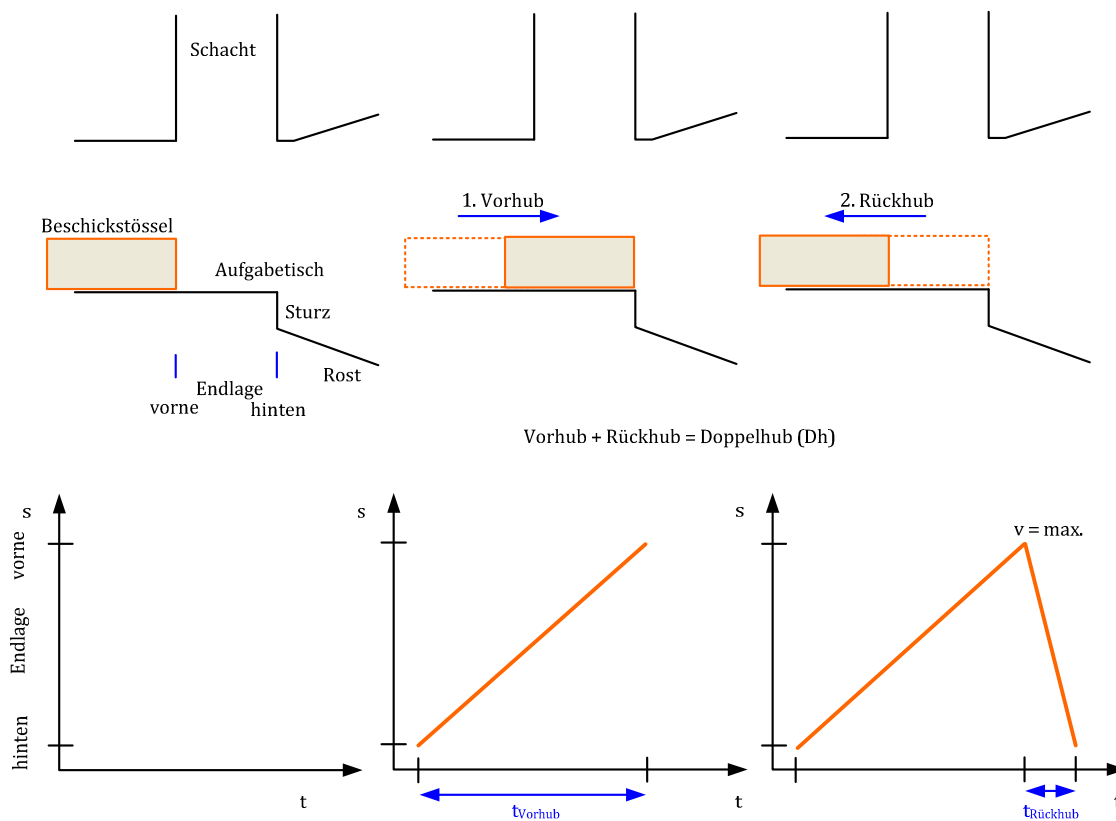 Schacht
1. Vorhub
2. Rückhub
Beschickstössel
Aufgabetisch
Sturz
Rost
Endlage
vorne
hinten
Vorhub + Rückhub = Doppelhub (Dh)
s
vorne
Endlage
hinten
t
s
tVorhub
t
s
v = max.
tRückhub
t